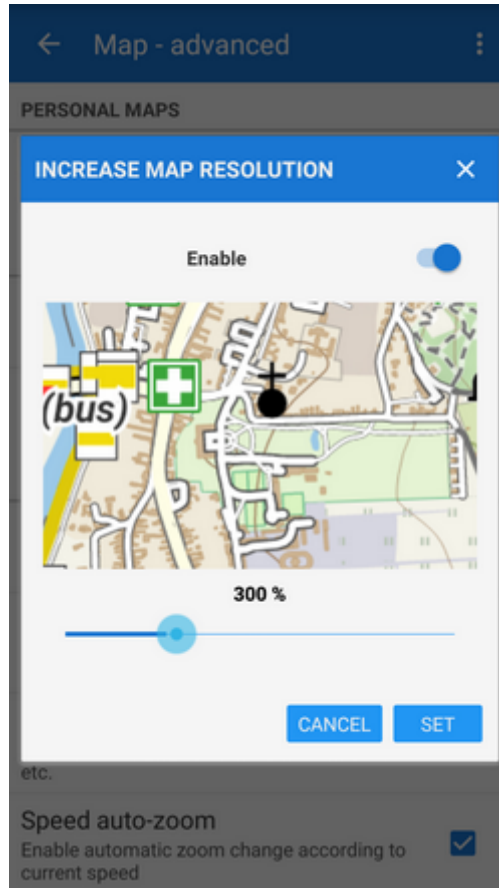 Map - advanced
PERSONAL MAPS
INCREASE MAP RESOLUTION
Enable
(bus)
300 %
CANCEL
SET
etc.
Speed auto-zoom
Enable automatic zoom change according to
current speed